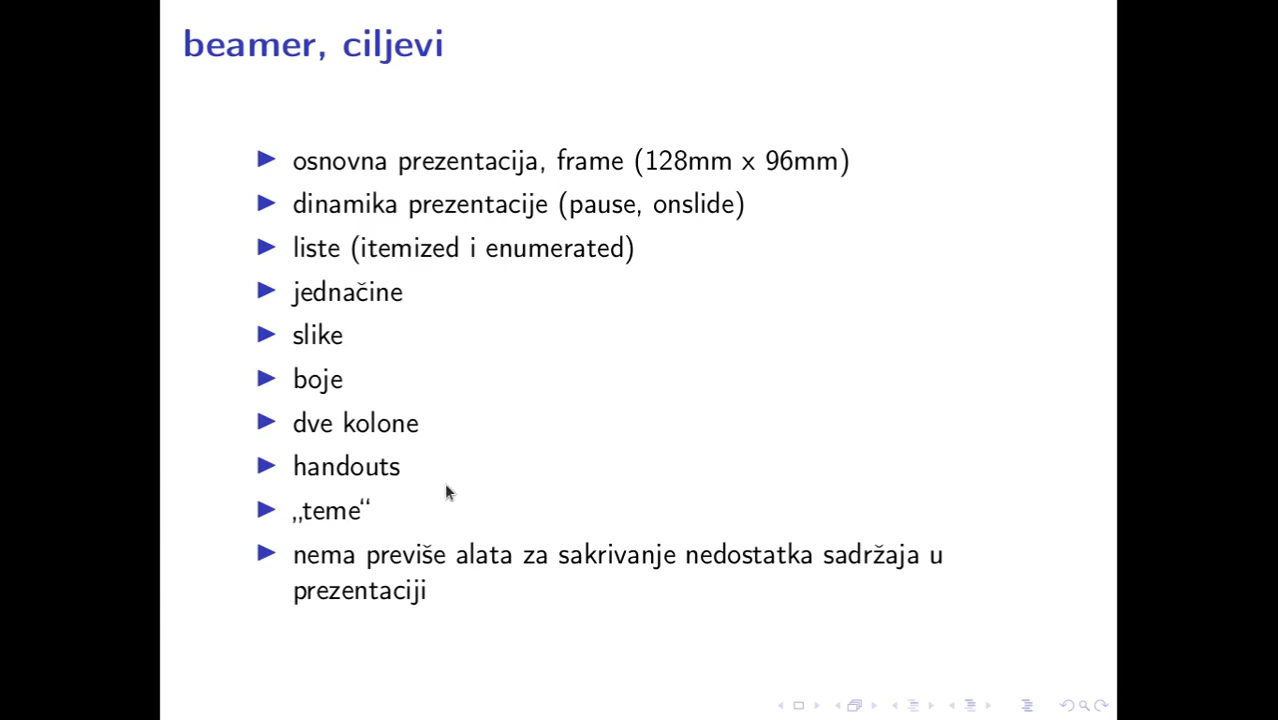 beamer, ciljevi
osnovna prezentacija, frame (128mm x 96mm)
dinamika prezentacije (pause, onslide)
liste (itemized i enumerated)
jednačine
slike
boje
dve kolone
handouts
„teme“
nema previše alata za sakrivanje nedostatka sadržaja u
prezentaciji